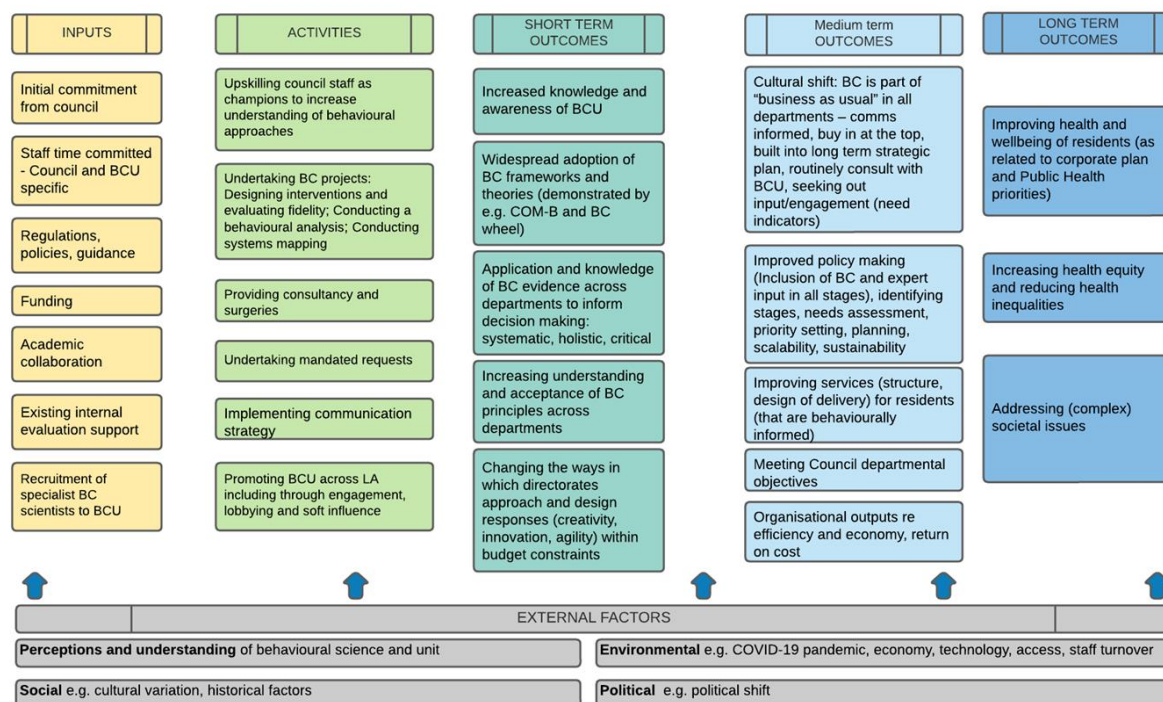 INPUTS
Initial commitment
from council
Staff time committed
- Council and BCU
specific
Regulations,
policies, guidance
Funding
Academic
collaboration
Existing internal
evaluation support
Recruitment of
specialist BC
scientists to BCU
ACTIVITIES
Upskilling council staff as
champions to increase
understanding of behavioural
approaches
Undertaking BC projects:
Designing interventions and
evaluating fidelity; Conducting a
behavioural analysis; Conducting
systems mapping
Providing consultancy and
surgeries
Undertaking mandated requests
Implementing communication
strategy
Promoting BCU across LA
including through engagement,
lobbying and soft influence
SHORT TERM
OUTCOMES
Increased knowledge and
awareness of BCU
Widespread adoption of
BC frameworks and
theories (demonstrated by
e.g. COM-B and BC
wheel)
Application and knowledge
of BC evidence across
departments to inform
decision making:
systematic, holistic, critical
Increasing understanding
and acceptance of BC
principles across
departments
Changing the ways in
which directorates
approach and design
responses (creativity,
innovation, agility) within
budget constraints
Medium term
OUTCOMES
Cultural shift: BC is part of
“business as usual” in all
departments – comms
informed, buy in at the top,
built into long term strategic
plan, routinely consult with
BCU, seeking out
input/engagement (need
indicators)
Improved policy making
(Inclusion of BC and expert
input in all stages), identifying
stages, needs assessment,
priority setting, planning,
scalability, sustainability
Improving services (structure,
design of delivery) for residents
(that are behaviourally
informed)
Meeting Council departmental
objectives
Organisational outputs re
efficiency and economy, return
on cost
LONG TERM
OUTCOMES
Improving health and
wellbeing of residents (as
related to corporate plan
and Public Health
priorities)
Increasing health equity
and reducing health
inequalities
Addressing (complex)
societal issues
EXTERNAL FACTORS
Perceptions and understanding of behavioural science and unit
Environmental e.g. COVID-19 pandemic, economy, technology, access, staff turnover
Social e.g. cultural variation, historical factors
Political e.g. political shift